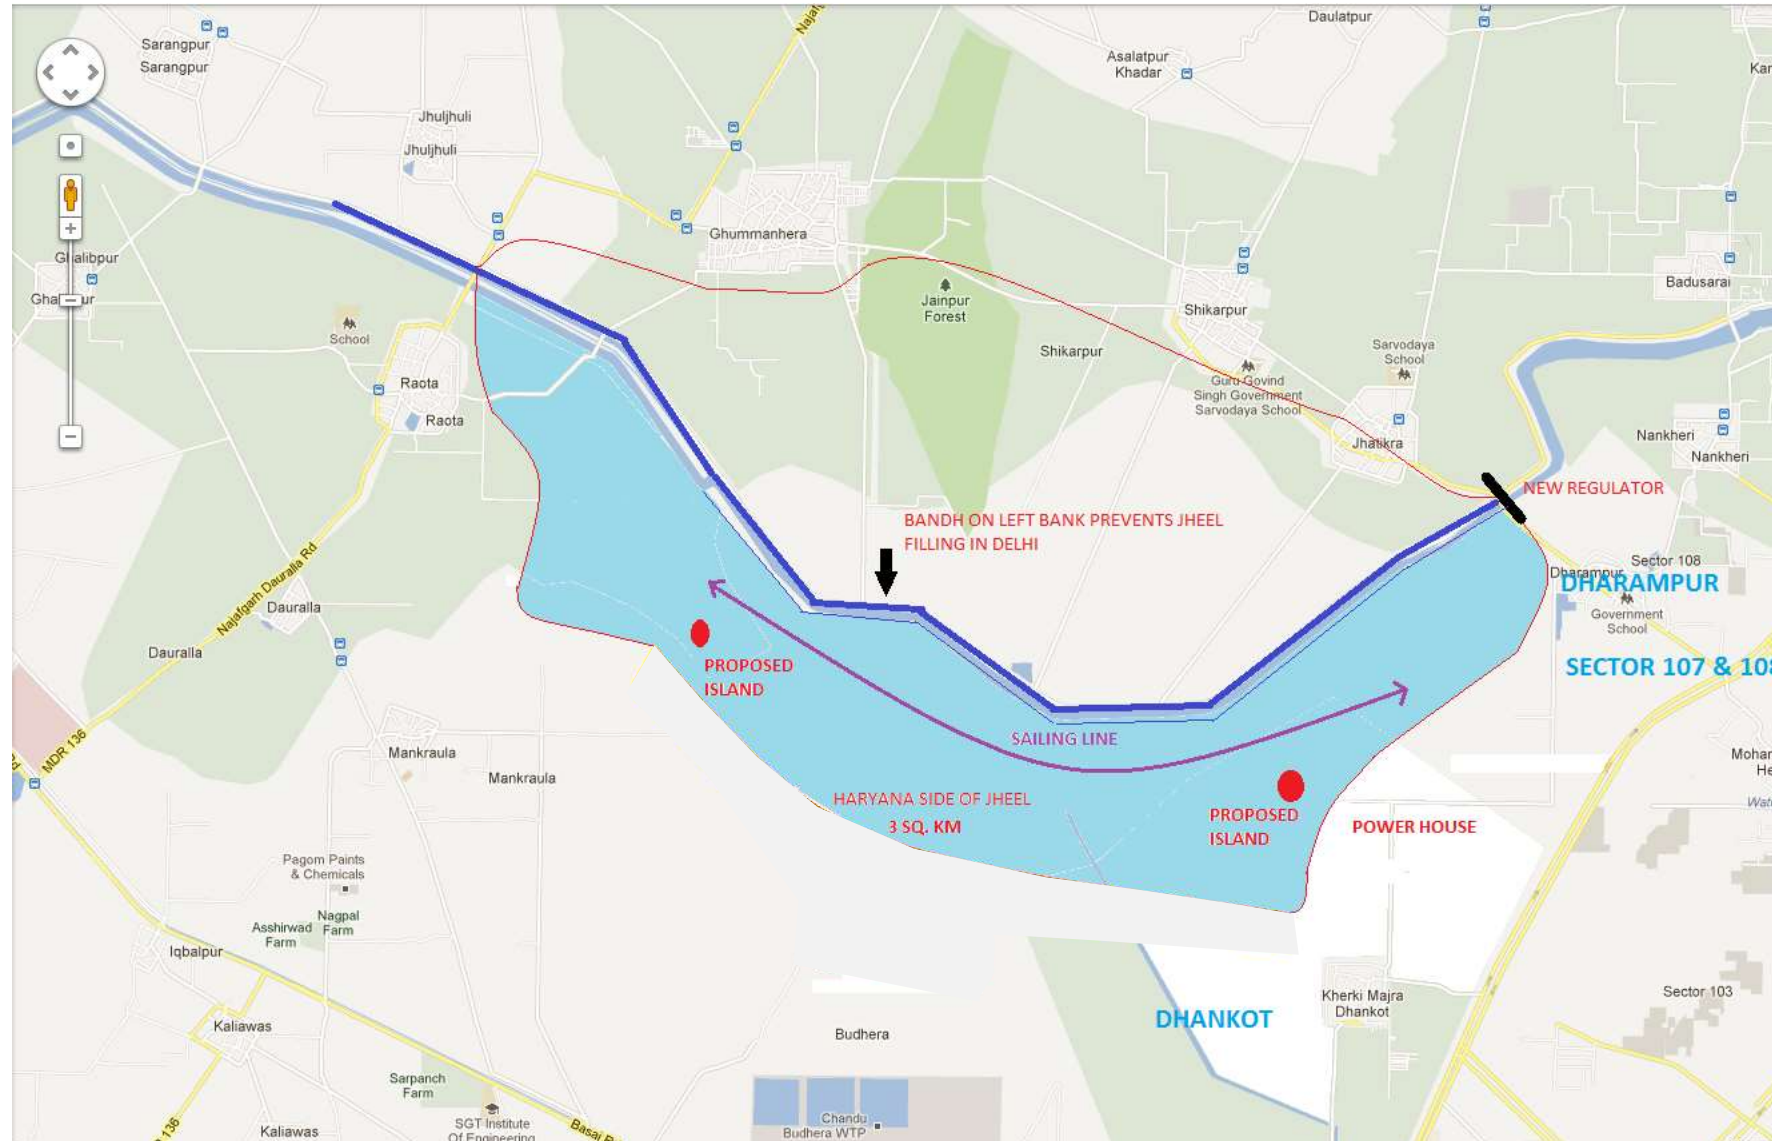 Daulatpur
Sarangpur
Sarangpur
Asalatpur
Khadar
Jhuljhuli
Jhuljhuli
Ghummanhera
Ghalibpur
Badusarai
Jainpur
Forest
Shikarpur
School
Shikarpur
Sarvodaya
School
Raota
Raota
Guru Govind
Singh Government
Sarvodaya School
Jhatikra
Nankheri
Nankheri
NEW REGULATOR
BANDH ON LEFT BANK PREVENTS JHEEL
FILLING IN DELHI
Najafgarh Dauralla Rd
Sector 108
Dharampur
DHARAMPUR
Government
School
Dauralla
Dauralla
PROPOSED
ISLAND
SECTOR 107 & 108
MDR 136
Mankraula
Mankraula
SAILING LINE
HARYANA SIDE OF JHEEL
3 SQ. KM
PROPOSED
ISLAND
POWER HOUSE
Pagom Paints
& Chemicals
Nagpal
Farm
Asshirwad
Farm
Iqbalpur
Kherki Majra
Dhankot
Sector 103
DHANKOT
Kaliawas
Budhera
Sarpanch
Farm
SGT Institute
Of Engineering
Chandu
Budhera WTP
Kaliawas